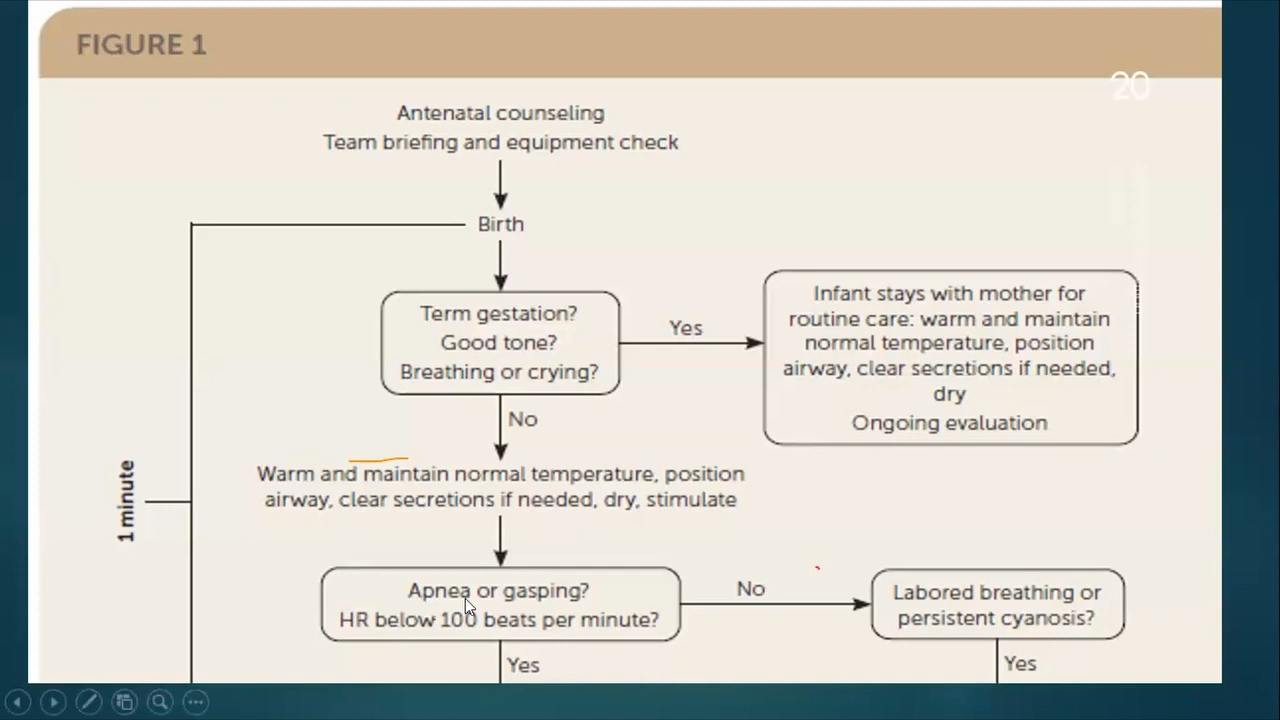 FIGURE 1
20
Antenatal counseling
Team briefing and equipment check
Birth
Term gestation?
Good tone?
Breathing or crying?
Yes
Infant stays with mother for
routine care: warm and maintain
normal temperature, position
airway, clear secretions if needed,
dry
Ongoing evaluation
No
Warm and maintain normal temperature, position
airway, clear secretions if needed, dry, stimulate
1 minute
Apnea or gasping?
HR below 100 beats per minute?
No
Labored breathing or
persistent cyanosis?
Yes
Yes